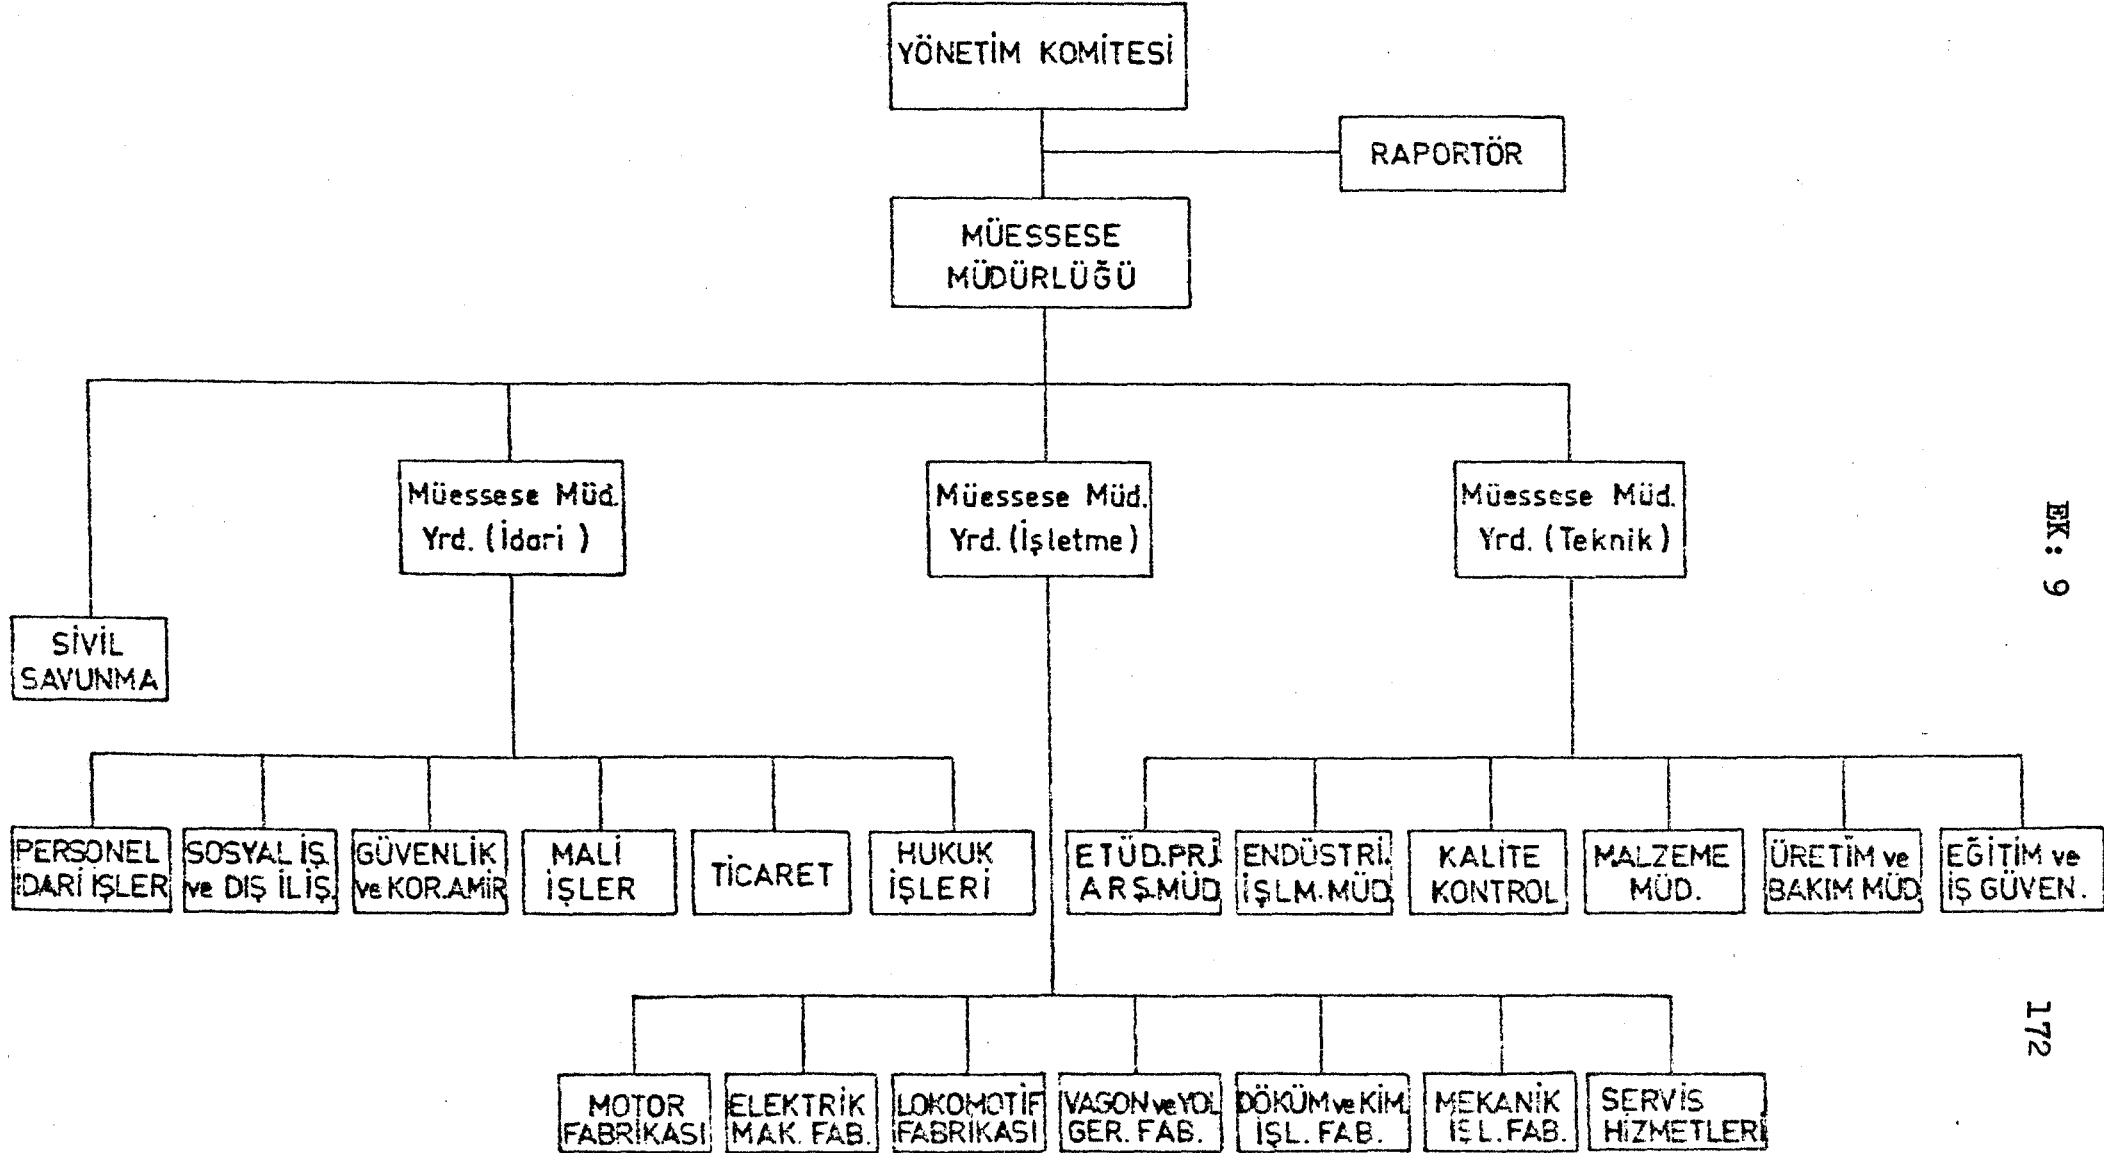 YÖNETİM KOMİTESİ
RAPORTÖR
MÜESSESE
MÜDÜRLÜĞÜ
Müessese Müd.
Yrd. (İdari)
Müessese Müd.
Yrd. (İşletme)
Müessese Müd.
Yrd. (Teknik)
EK: 9
SİVİL
SAVUNMA
PERSONEL
İDARİ İŞLER
SOSYAL İŞ.
ve DIŞ İLİŞ.
GÜVENLİK
ve KOR.AMİR
MALİ
İŞLER
TİCARET
HUKUK
İŞLERİ
ETÜD.PRJ.
ARŞ.MÜD.
ENDÜSTRİ.
İŞLM. MÜD.
KALİTE
KONTROL
MALZEME
MÜD.
ÜRETİM ve
BAKIM MÜD
EĞİTİM ve
İŞ GÜVEN.
172
MOTOR
FABRİKASI
ELEKTRİK
MAK. FAB.
LOKOMOTİF
FABRİKASI
VAGON ve YOL
GER. FAB.
DÖKÜM ve KİM.
İŞL. FAB.
MEKANİK
İŞL. FAB.
SERVİS
HİZMETLERİ